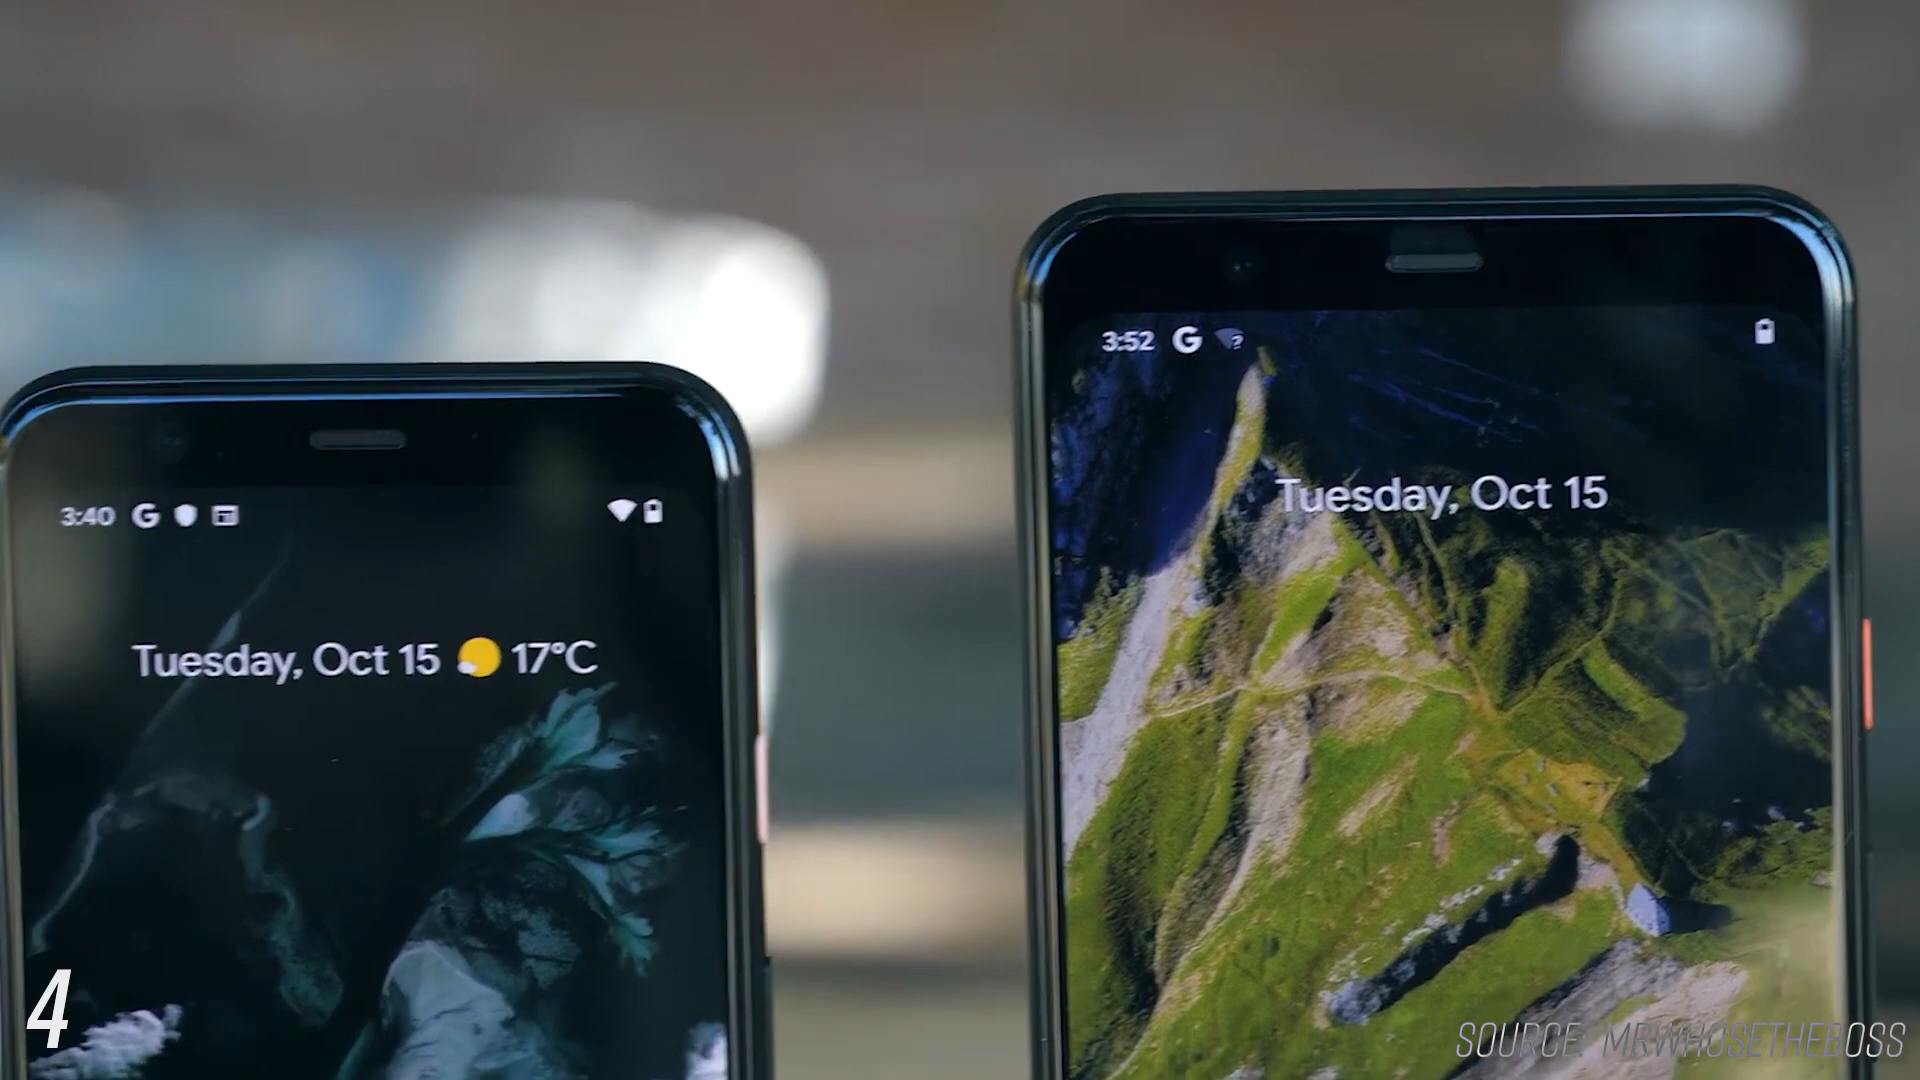 3:52 G
Tuesday, Oct 15
3:40 G
Tuesday, Oct 15 17°C
4
SOURCE: MRWHOSETHEBOSS